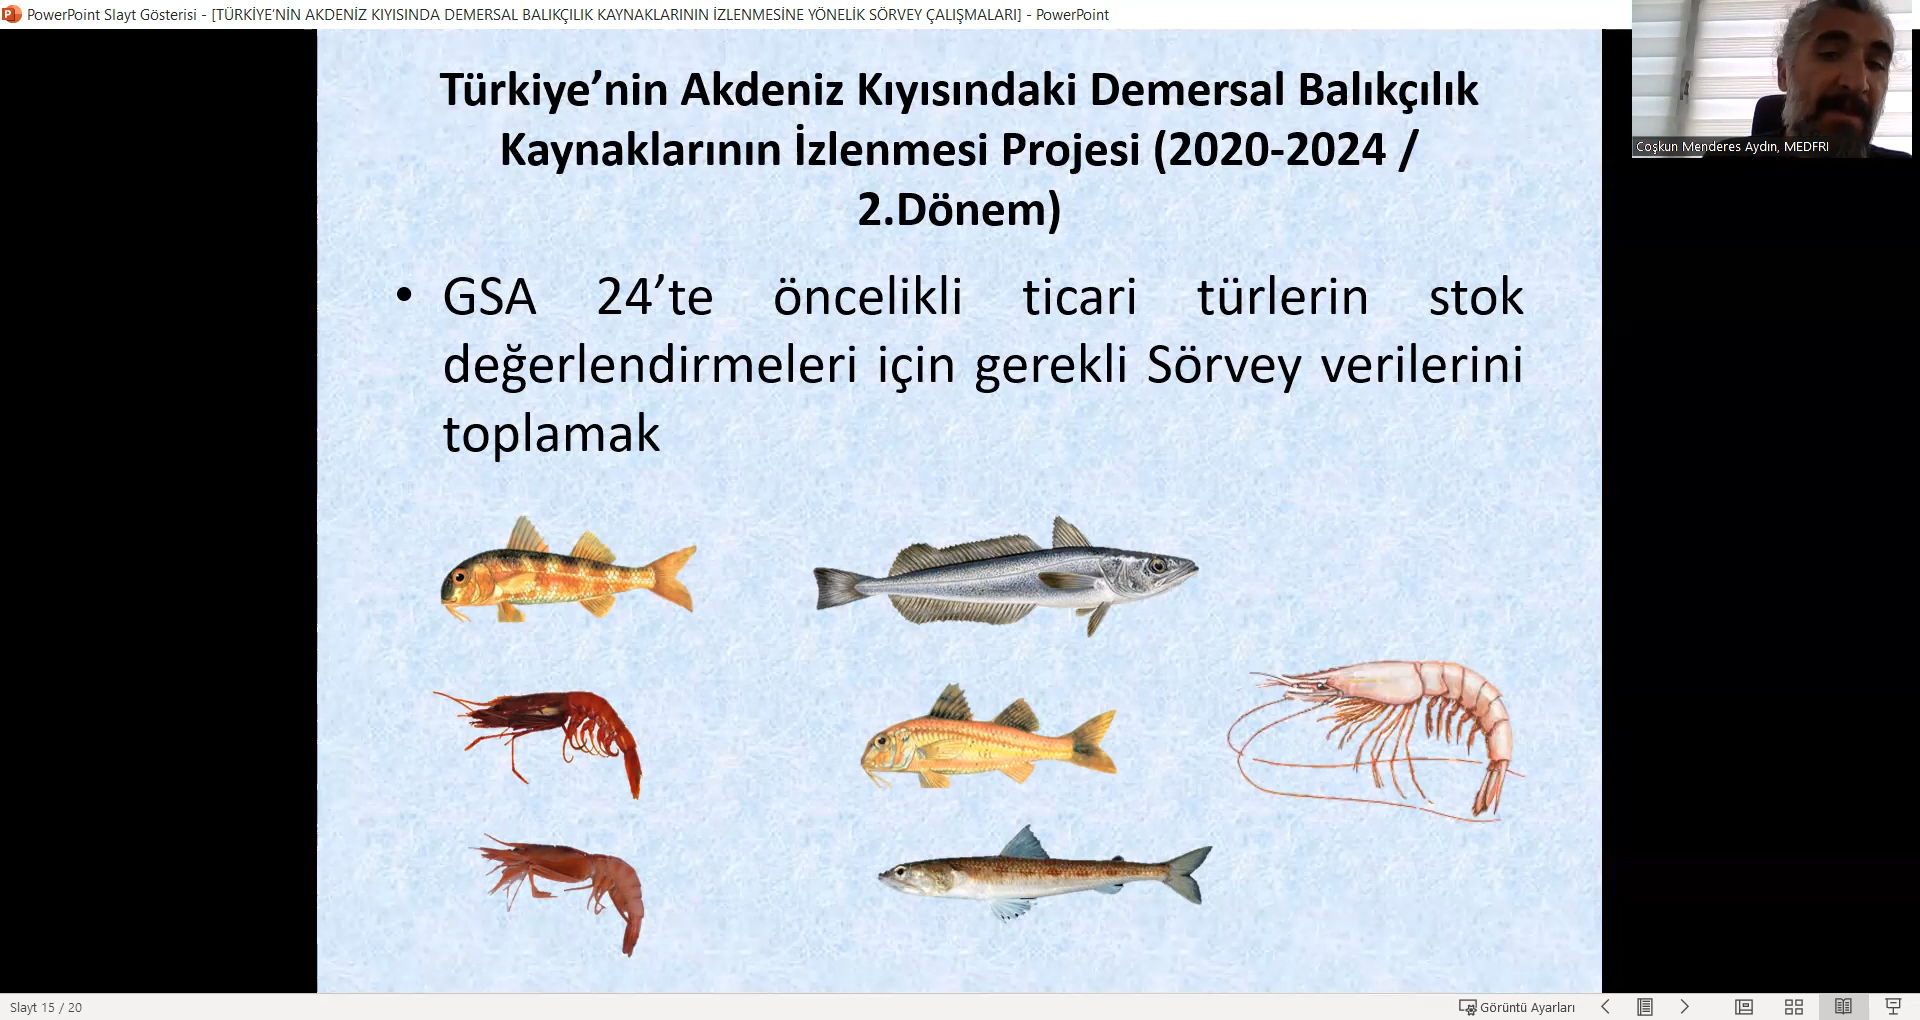 PowerPoint Slayt Gösterisi - [TÜRKİYE'NİN AKDENİZ KIYISINDA DEMERSAL BALIKÇILIK KAYNAKLARININ İZLENMESİNE YÖNELİK SÖRVEY ÇALIŞMALARI] - PowerPoint
Türkiye’nin Akdeniz Kıyısındaki Demersal Balıkçılık
Kaynaklarının İzlenmesi Projesi (2020-2024 /
2.Dönem)
Coşkun Menderes Aydın, MEDFRI
• GSA 24’te öncelikli ticari türlerin stok
değerlendirmeleri için gerekli Sörvey verilerini
toplamak
Slayt 15 / 20
Görüntü Ayarları